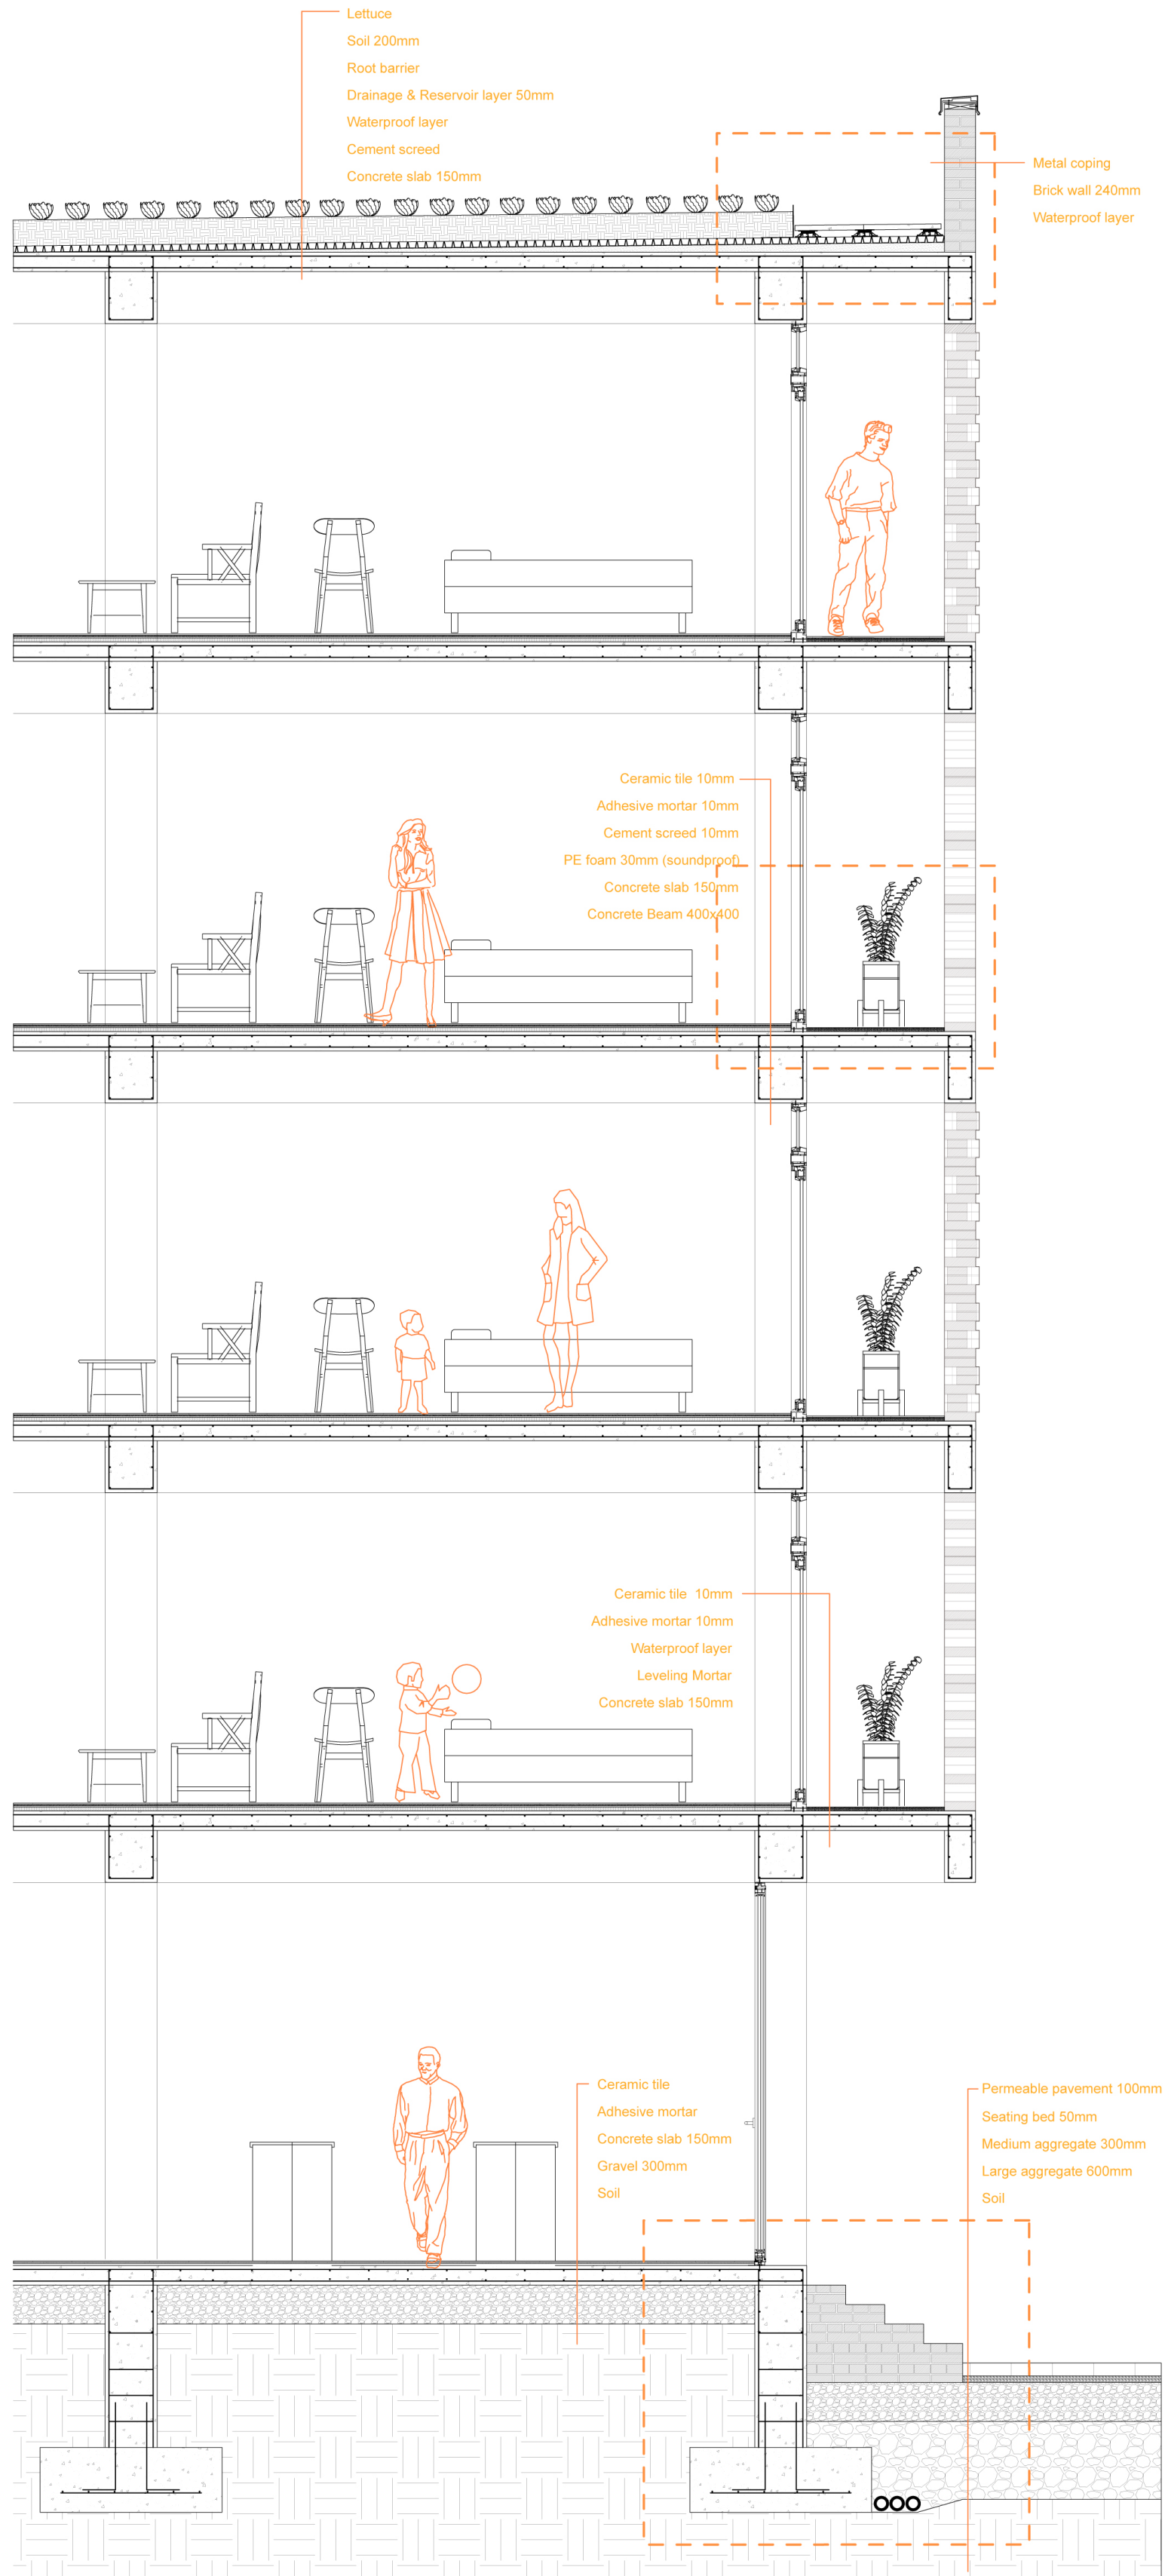 Lettuce
Soil 200mm
Root barrier
Drainage & Reservoir layer 50mm
Waterproof layer
Cement screed
Concrete slab 150mm
Metal coping
Brick wall 240mm
Waterproof layer
Ceramic tile 10mm
Adhesive mortar 10mm
Cement screed 10mm
PE foam 30mm (soundproof)
Concrete slab 150mm
Concrete Beam 400x400
Ceramic tile 10mm
Adhesive mortar 10mm
Waterproof layer
Leveling Mortar
Concrete slab 150mm
Ceramic tile
Adhesive mortar
Concrete slab 150mm
Gravel 300mm
Soil
Permeable pavement 100mm
Seating bed 50mm
Medium aggregate 300mm
Large aggregate 600mm
Soil